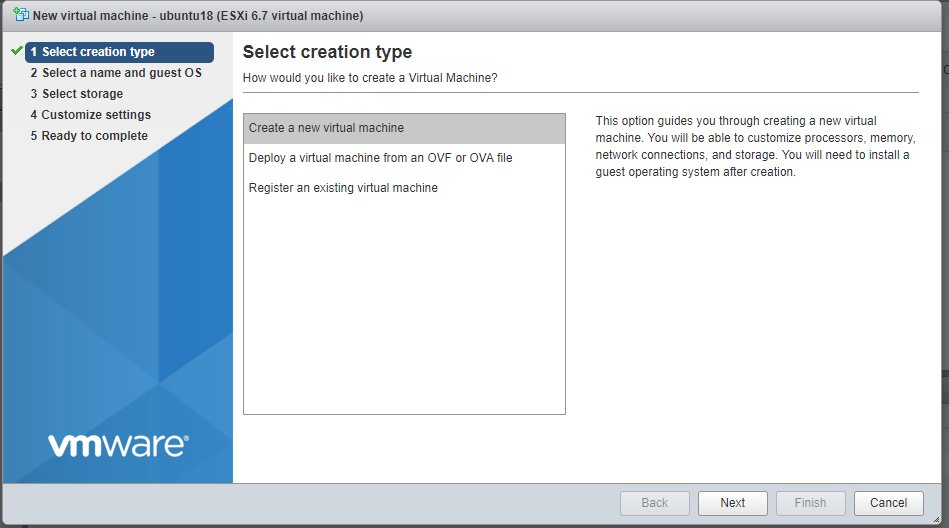 New virtual machine - ubuntu18 (ESXi 6.7 virtual machine)
1 Select creation type
2 Select a name and guest OS
3 Select storage
4 Customize settings
5 Ready to complete
vmware®
Select creation type
How would you like to create a Virtual Machine?
Create a new virtual machine
Deploy a virtual machine from an OVF or OVA file
Register an existing virtual machine
This option guides you through creating a new virtual
machine. You will be able to customize processors, memory,
network connections, and storage. You will need to install a
guest operating system after creation.
Back
Next
Finish
Cancel